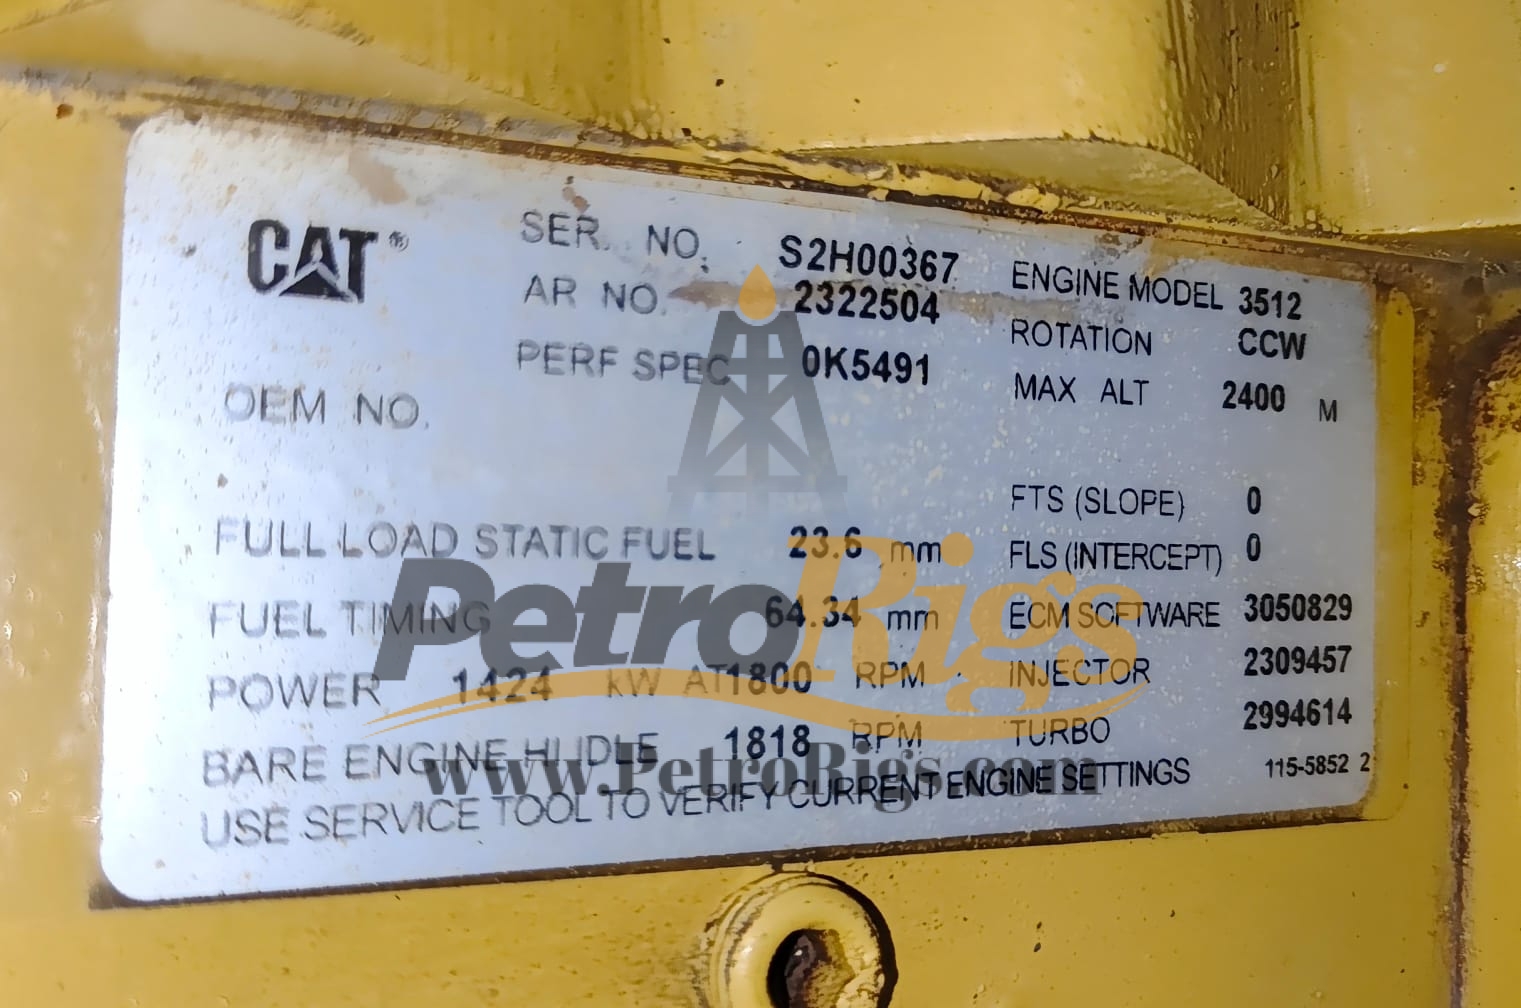 CAT® SER. NO. S2H00367 ENGINE MODEL 3512
AR NO. 2322504 ROTATION CCW
PERF SPEC 0K5491 MAX ALT 2400 M
OEM NO.
FTS (SLOPE) 0
FULL LOAD STATIC FUEL 23.6 mm FLS (INTERCEPT) 0
FUEL TIMING 64.34 mm ECM SOFTWARE 3050829
POWER 1424 kW AT 1800 RPM INJECTOR 2309457
BARE ENGINE HI IDLE 1818 RPM TURBO 2994614
USE SERVICE TOOL TO VERIFY CURRENT ENGINE SETTINGS 115-5852 2
PetroRigs
www.PetroRigs.com